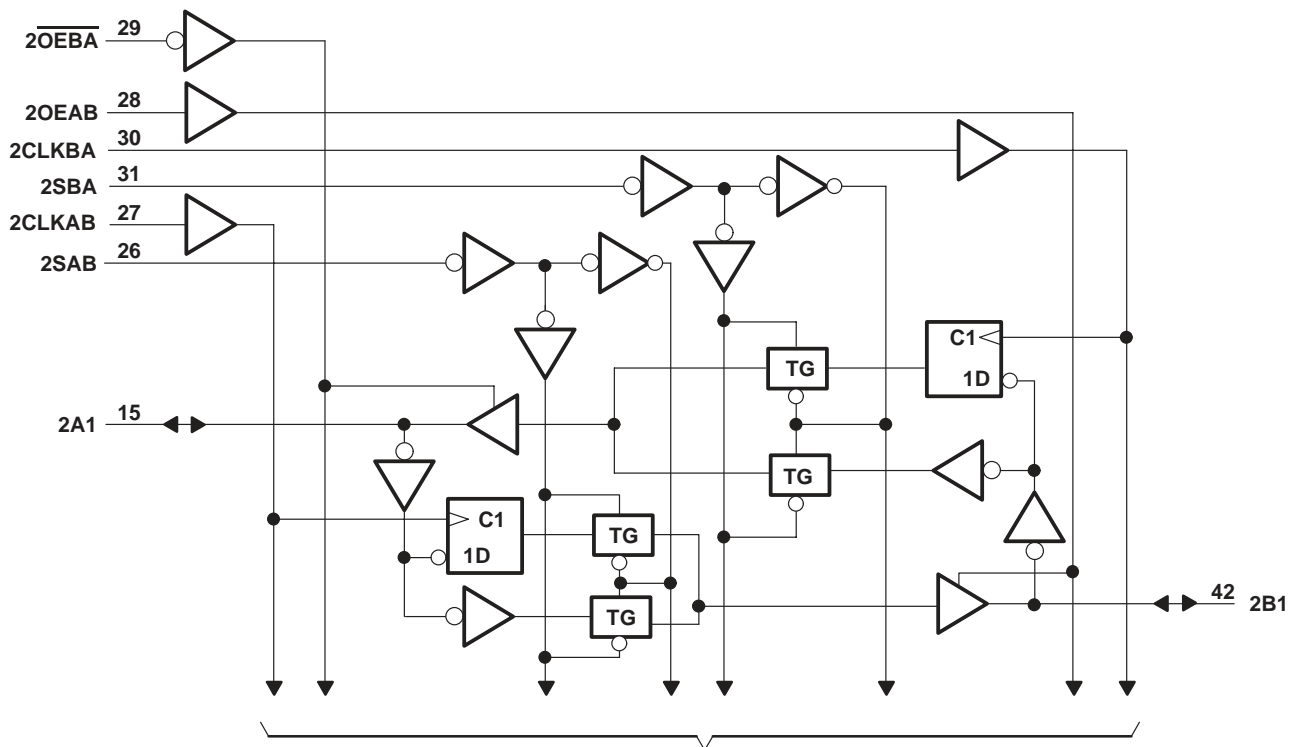 2O̅E̅B̅A̅ 29
2OEAB 28
2CLKBA 30
2SBA 31
2CLKAB 27
2SAB 26
TG
C1
1D
2A1 15
TG
C1
1D
TG
TG
42 2B1